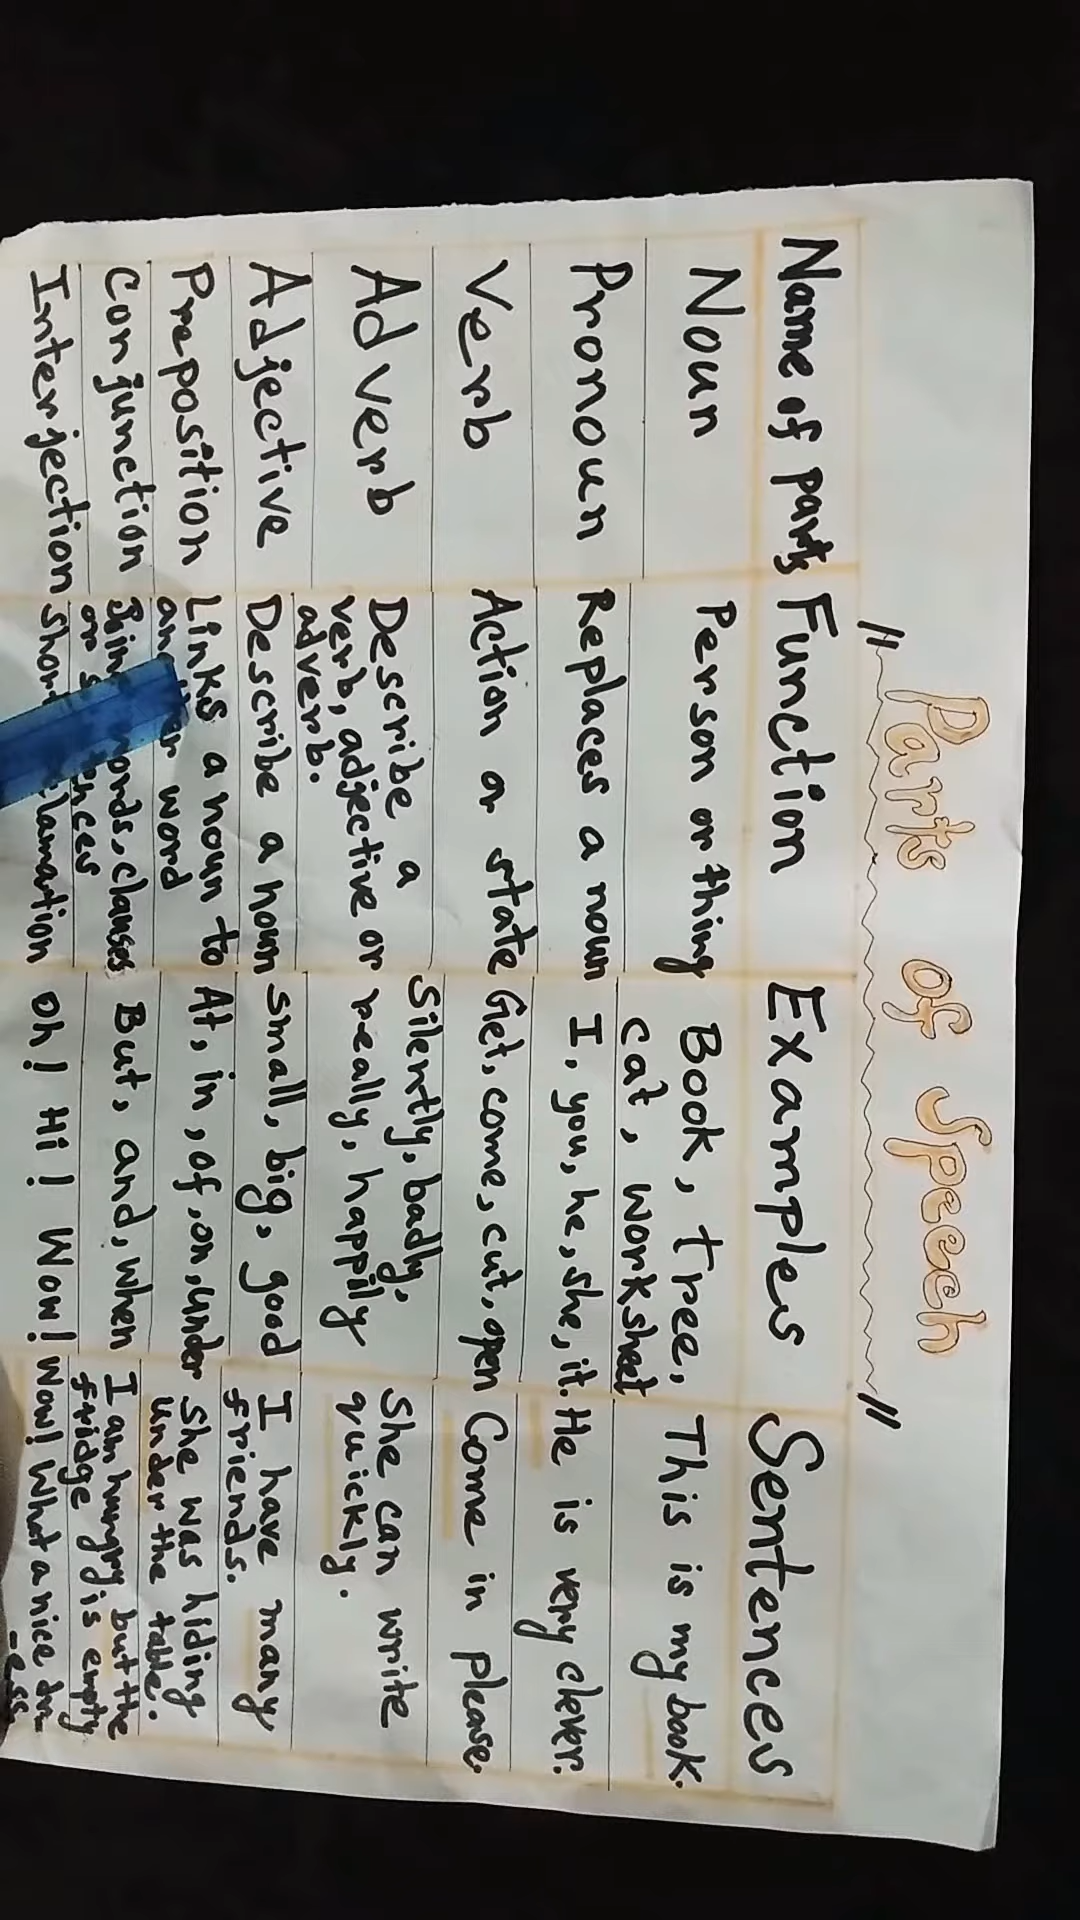 "Parts of Speech"
Name of parts Function Examples Sentences
Noun Person or thing Book, tree, cat, worksheet This is my book.
Pronoun Replaces a noun I, you, he, she, it. He is very clever.
Verb Action or state Get, come, cut, open Come in please.
Adverb Describe a verb, adjective or adverb. Silently, badly, really, happily She can write quickly.
Adjective Describe a noun small, big, good I have many friends.
Preposition Links a noun to word At, in, of, on, under She was hiding under the table.
Conjunction words, clauses or But, and, when I am hungry but the fridge is empty
Interjection Oh! Hi! Wow! Wow! What a nice dr-ess